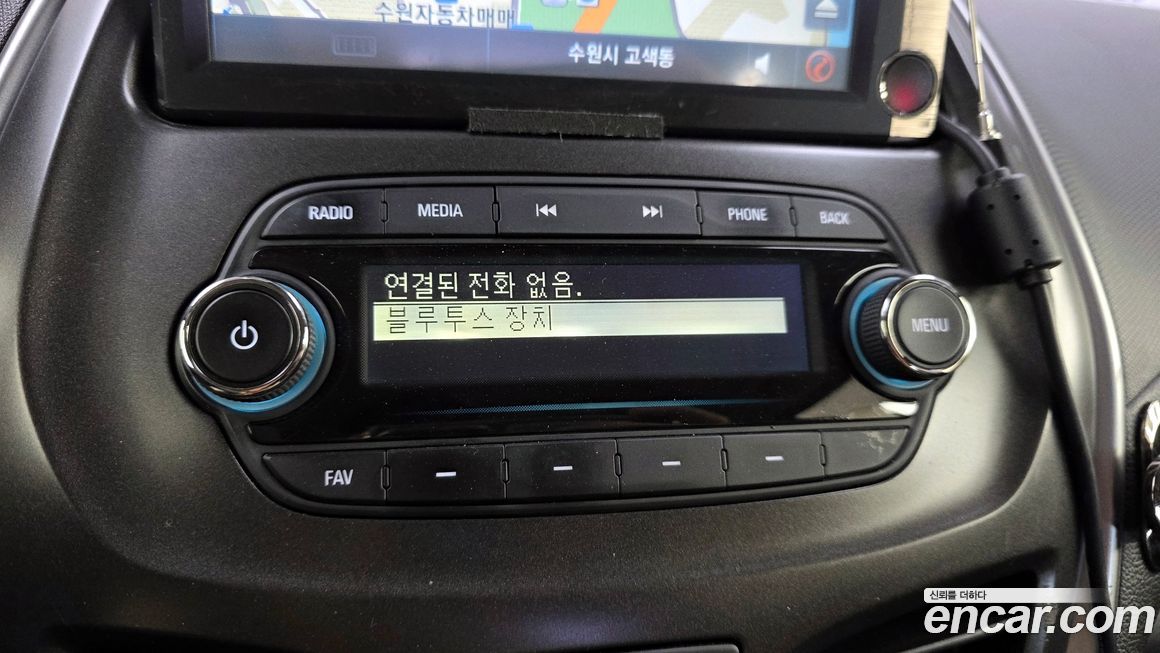 수원자동차매매
수원시 고색동
RADIO
MEDIA
PHONE
BACK
연결된 전화 없음.
블루투스 장치
MENU
FAV
신뢰를 더하다
encar.com